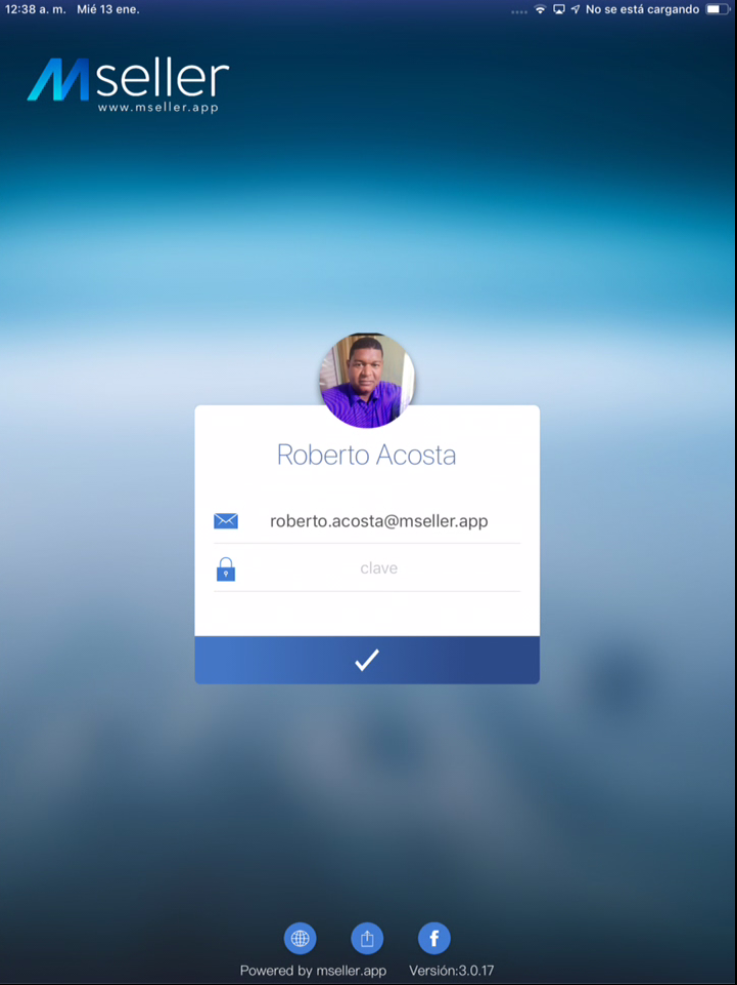 12:38 a. m. Mié 13 ene.
No se está cargando
Mseller
www.mseller.app
Roberto Acosta
roberto.acosta@mseller.app
clave
Powered by mseller.app
Versión:3.0.17